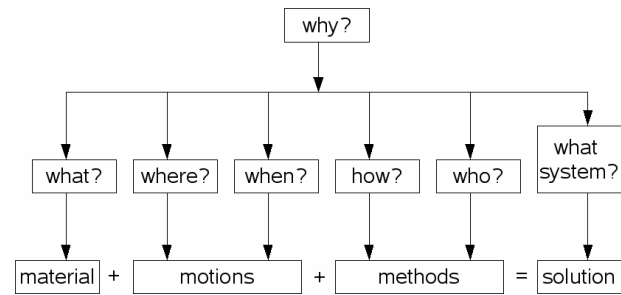 why?
what? where? when? how? who? what
system?
material + motions + methods = solution